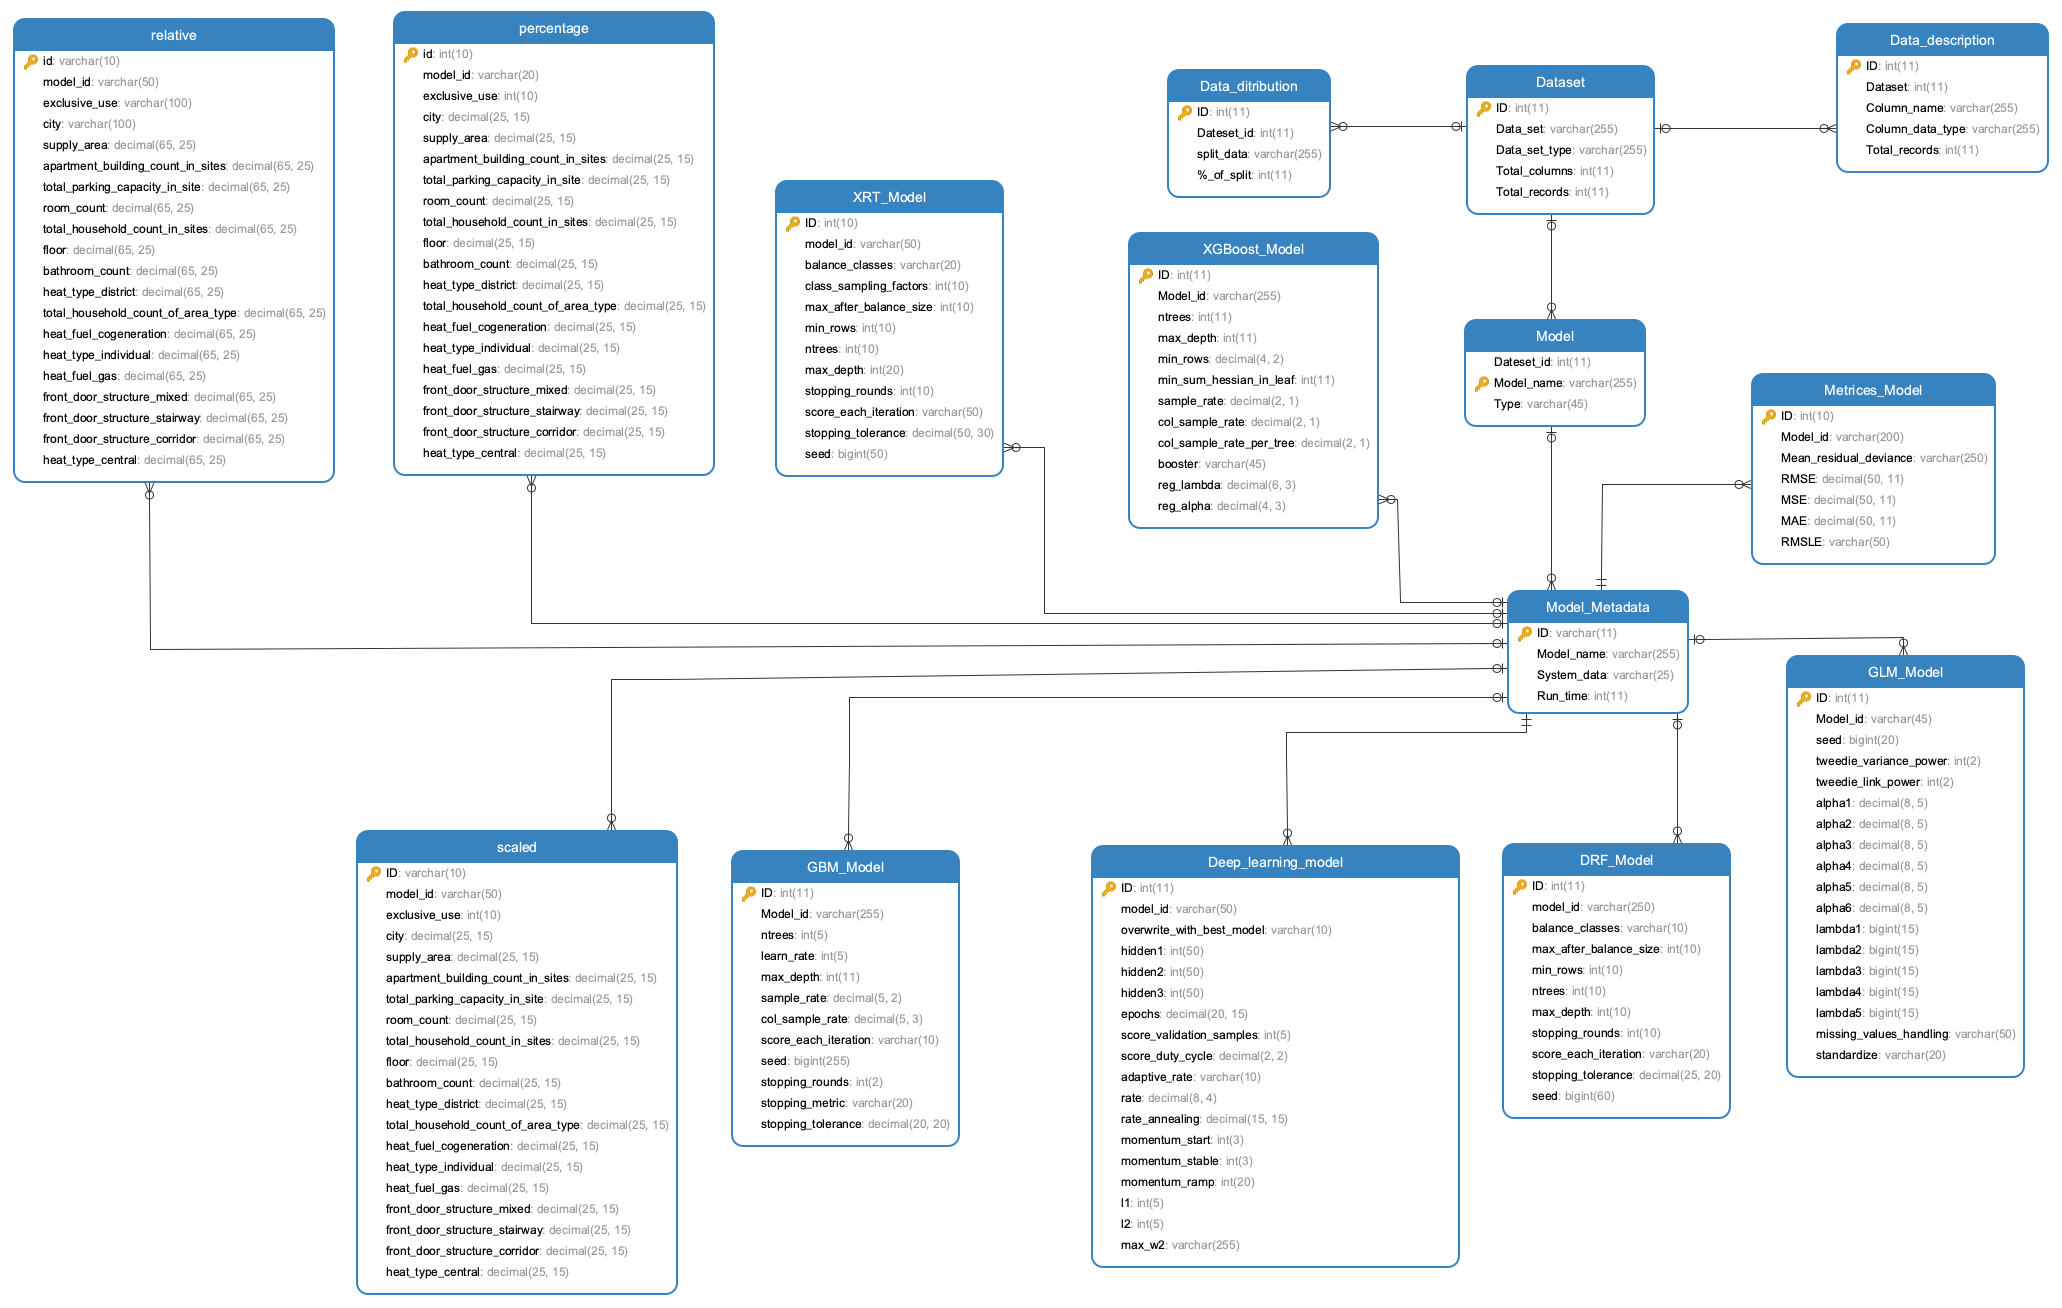 relative
id: varchar(10)
model_id: varchar(50)
exclusive_use: varchar(100)
city: varchar(100)
supply_area: decimal(65, 25)
apartment_building_count_in_sites: decimal(65, 25)
total_parking_capacity_in_site: decimal(65, 25)
room_count: decimal(65, 25)
total_household_count_in_sites: decimal(65, 25)
floor: decimal(65, 25)
bathroom_count: decimal(65, 25)
heat_type_district: decimal(65, 25)
total_household_count_of_area_type: decimal(65, 25)
heat_fuel_cogeneration: decimal(65, 25)
heat_type_individual: decimal(65, 25)
heat_fuel_gas: decimal(65, 25)
front_door_structure_mixed: decimal(65, 25)
front_door_structure_stairway: decimal(65, 25)
front_door_structure_corridor: decimal(65, 25)
heat_type_central: decimal(65, 25)
percentage
id: int(10)
model_id: varchar(20)
exclusive_use: int(10)
city: decimal(25, 15)
supply_area: decimal(25, 15)
apartment_building_count_in_sites: decimal(25, 15)
total_parking_capacity_in_site: decimal(25, 15)
room_count: decimal(25, 15)
total_household_count_in_sites: decimal(25, 15)
floor: decimal(25, 15)
bathroom_count: decimal(25, 15)
heat_type_district: decimal(25, 15)
total_household_count_of_area_type: decimal(25, 15)
heat_fuel_cogeneration: decimal(25, 15)
heat_type_individual: decimal(25, 15)
heat_fuel_gas: decimal(25, 15)
front_door_structure_mixed: decimal(25, 15)
front_door_structure_stairway: decimal(25, 15)
front_door_structure_corridor: decimal(25, 15)
heat_type_central: decimal(25, 15)
XRT_Model
ID: int(10)
model_id: varchar(50)
balance_classes: varchar(20)
class_sampling_factors: int(10)
max_after_balance_size: int(10)
min_rows: int(10)
ntrees: int(10)
max_depth: int(20)
stopping_rounds: int(10)
score_each_iteration: varchar(50)
stopping_tolerance: decimal(50, 30)
seed: bigint(50)
Data_ditribution
ID: int(11)
Dateset_id: int(11)
split_data: varchar(255)
%_of_split: int(11)
Dataset
ID: int(11)
Data_set: varchar(255)
Data_set_type: varchar(255)
Total_columns: int(11)
Total_records: int(11)
Data_description
ID: int(11)
Dataset: int(11)
Column_name: varchar(255)
Column_data_type: varchar(255)
Total_records: int(11)
XGBoost_Model
ID: int(11)
Model_id: varchar(255)
ntrees: int(11)
max_depth: int(11)
min_rows: decimal(4, 2)
min_sum_hessian_in_leaf: int(11)
sample_rate: decimal(2, 1)
col_sample_rate: decimal(2, 1)
col_sample_rate_per_tree: decimal(2, 1)
booster: varchar(45)
reg_lambda: decimal(6, 3)
reg_alpha: decimal(4, 3)
Model
Dateset_id: int(11)
Model_name: varchar(255)
Type: varchar(45)
Metrices_Model
ID: int(10)
Model_id: varchar(200)
Mean_residual_deviance: varchar(250)
RMSE: decimal(50, 11)
MSE: decimal(50, 11)
MAE: decimal(50, 11)
RMSLE: varchar(50)
Model_Metadata
ID: varchar(11)
Model_name: varchar(255)
System_data: varchar(25)
Run_time: int(11)
GLM_Model
ID: int(11)
Model_id: varchar(45)
seed: bigint(20)
tweedie_variance_power: int(2)
tweedie_link_power: int(2)
alpha1: decimal(8, 5)
alpha2: decimal(8, 5)
alpha3: decimal(8, 5)
alpha4: decimal(8, 5)
alpha5: decimal(8, 5)
alpha6: decimal(8, 5)
lambda1: bigint(15)
lambda2: bigint(15)
lambda3: bigint(15)
lambda4: bigint(15)
lambda5: bigint(15)
missing_values_handling: varchar(50)
standardize: varchar(20)
scaled
ID: varchar(10)
model_id: varchar(50)
exclusive_use: int(10)
city: decimal(25, 15)
supply_area: decimal(25, 15)
apartment_building_count_in_sites: decimal(25, 15)
total_parking_capacity_in_site: decimal(25, 15)
room_count: decimal(25, 15)
total_household_count_in_sites: decimal(25, 15)
floor: decimal(25, 15)
bathroom_count: decimal(25, 15)
heat_type_district: decimal(25, 15)
total_household_count_of_area_type: decimal(25, 15)
heat_fuel_cogeneration: decimal(25, 15)
heat_type_individual: decimal(25, 15)
heat_fuel_gas: decimal(25, 15)
front_door_structure_mixed: decimal(25, 15)
front_door_structure_stairway: decimal(25, 15)
front_door_structure_corridor: decimal(25, 15)
heat_type_central: decimal(25, 15)
GBM_Model
ID: int(11)
Model_id: varchar(255)
ntrees: int(5)
learn_rate: int(5)
max_depth: int(11)
sample_rate: decimal(5, 2)
col_sample_rate: decimal(5, 3)
score_each_iteration: varchar(10)
seed: bigint(255)
stopping_rounds: int(2)
stopping_metric: varchar(20)
stopping_tolerance: decimal(20, 20)
Deep_learning_model
ID: int(11)
model_id: varchar(50)
overwrite_with_best_model: varchar(10)
hidden1: int(50)
hidden2: int(50)
hidden3: int(50)
epochs: decimal(20, 15)
score_validation_samples: int(5)
score_duty_cycle: decimal(2, 2)
adaptive_rate: varchar(10)
rate: decimal(8, 4)
rate_annealing: decimal(15, 15)
momentum_start: int(3)
momentum_stable: int(3)
momentum_ramp: int(20)
l1: int(5)
l2: int(5)
max_w2: varchar(255)
DRF_Model
ID: int(11)
model_id: varchar(250)
balance_classes: varchar(10)
max_after_balance_size: int(10)
min_rows: int(10)
ntrees: int(10)
max_depth: int(10)
stopping_rounds: int(10)
score_each_iteration: varchar(20)
stopping_tolerance: decimal(25, 20)
seed: bigint(60)